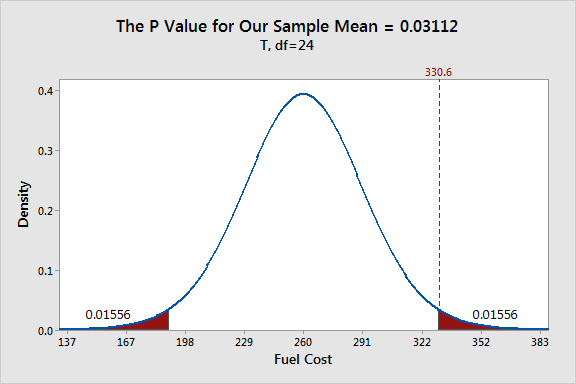 The P Value for Our Sample Mean = 0.03112
T, df=24
330.6
0.4
0.3
0.2
0.1
0.0
Density
0.01556
0.01556
137 167 198 229 260 291 322 352 383
Fuel Cost